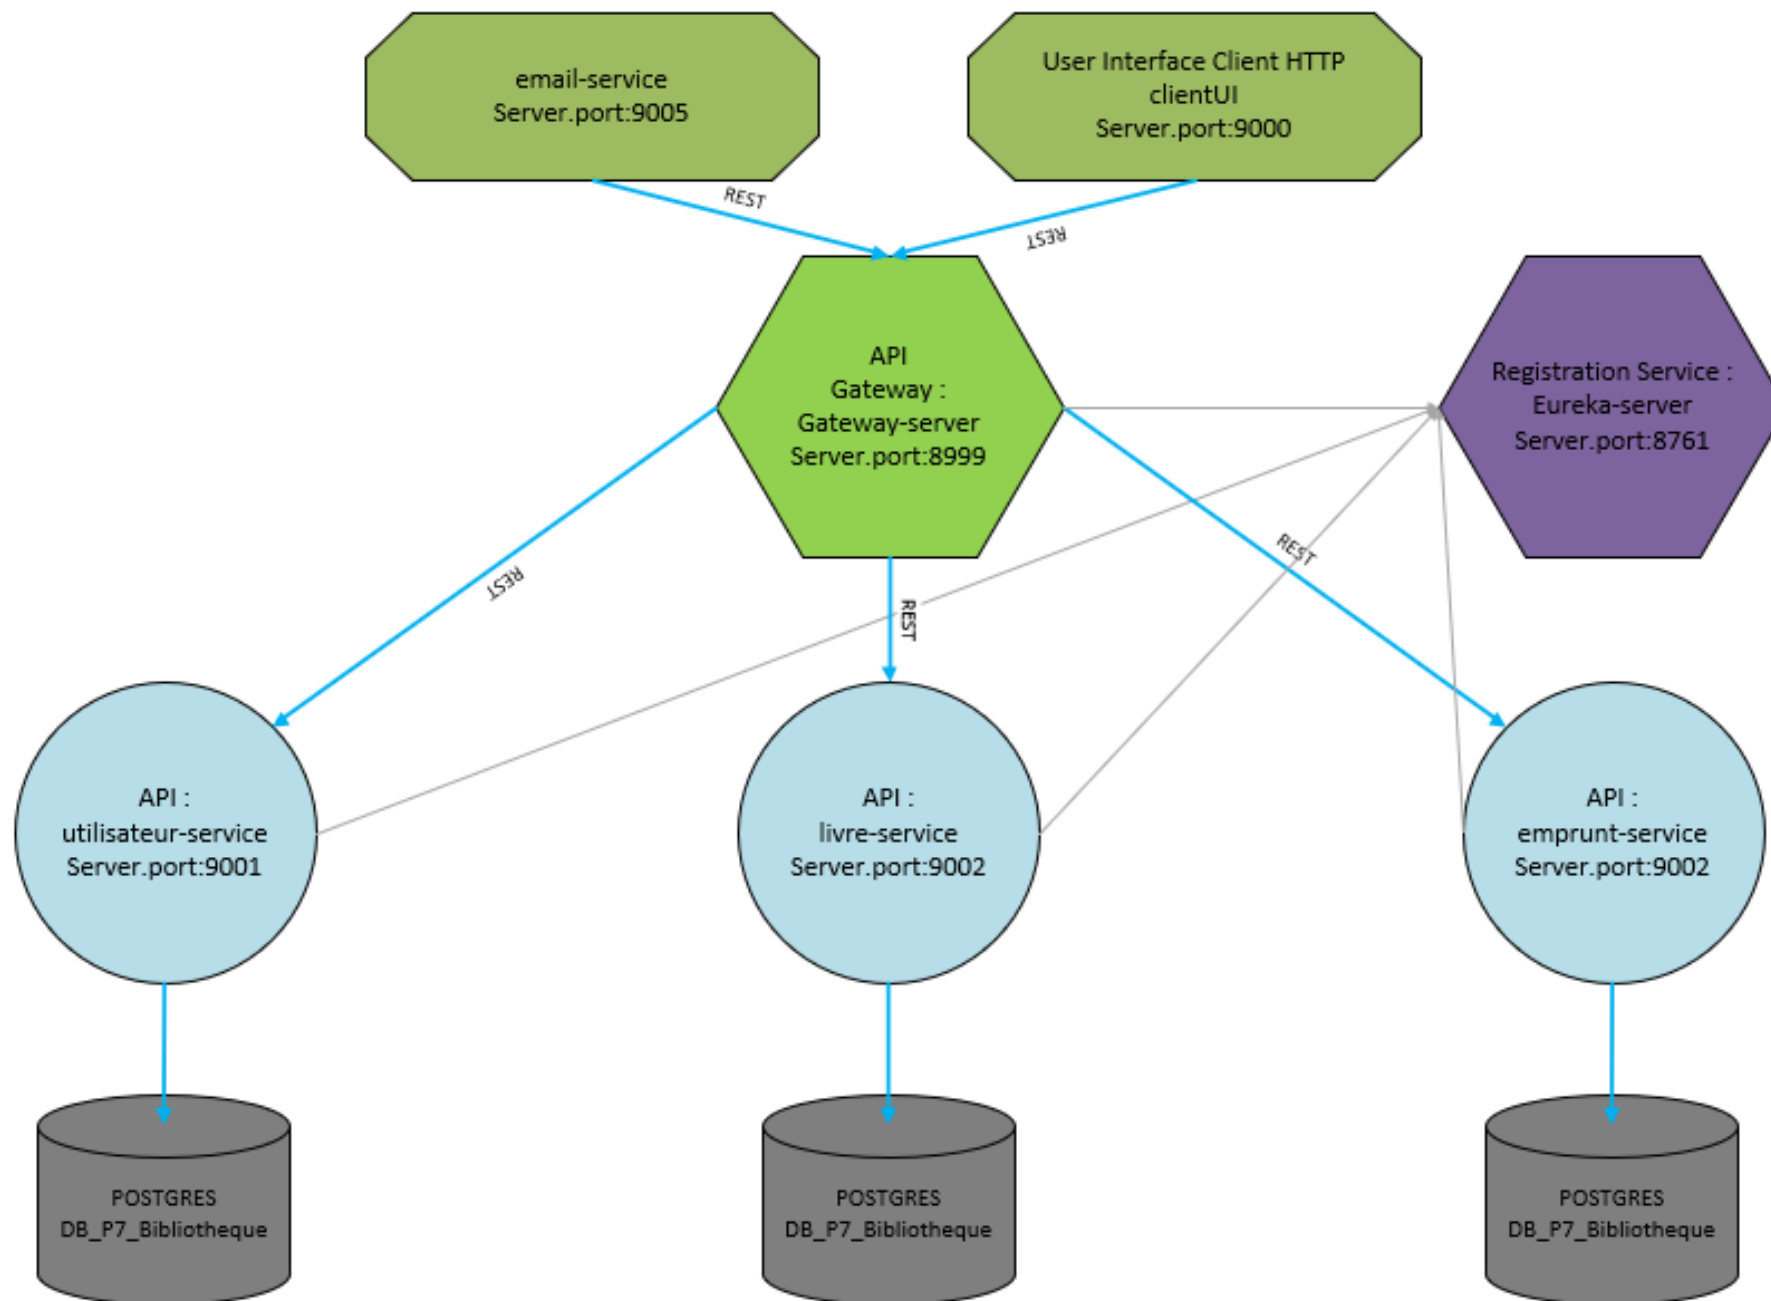 email-service
Server.port:9005
User Interface Client HTTP
clientUI
Server.port:9000
REST
REST
API
Gateway :
Gateway-server
Server.port:8999
Registration Service :
Eureka-server
Server.port:8761
REST
REST
REST
API :
utilisateur-service
Server.port:9001
API :
livre-service
Server.port:9002
API :
emprunt-service
Server.port:9002
POSTGRES
DB_P7_Bibliotheque
POSTGRES
DB_P7_Bibliotheque
POSTGRES
DB_P7_Bibliotheque